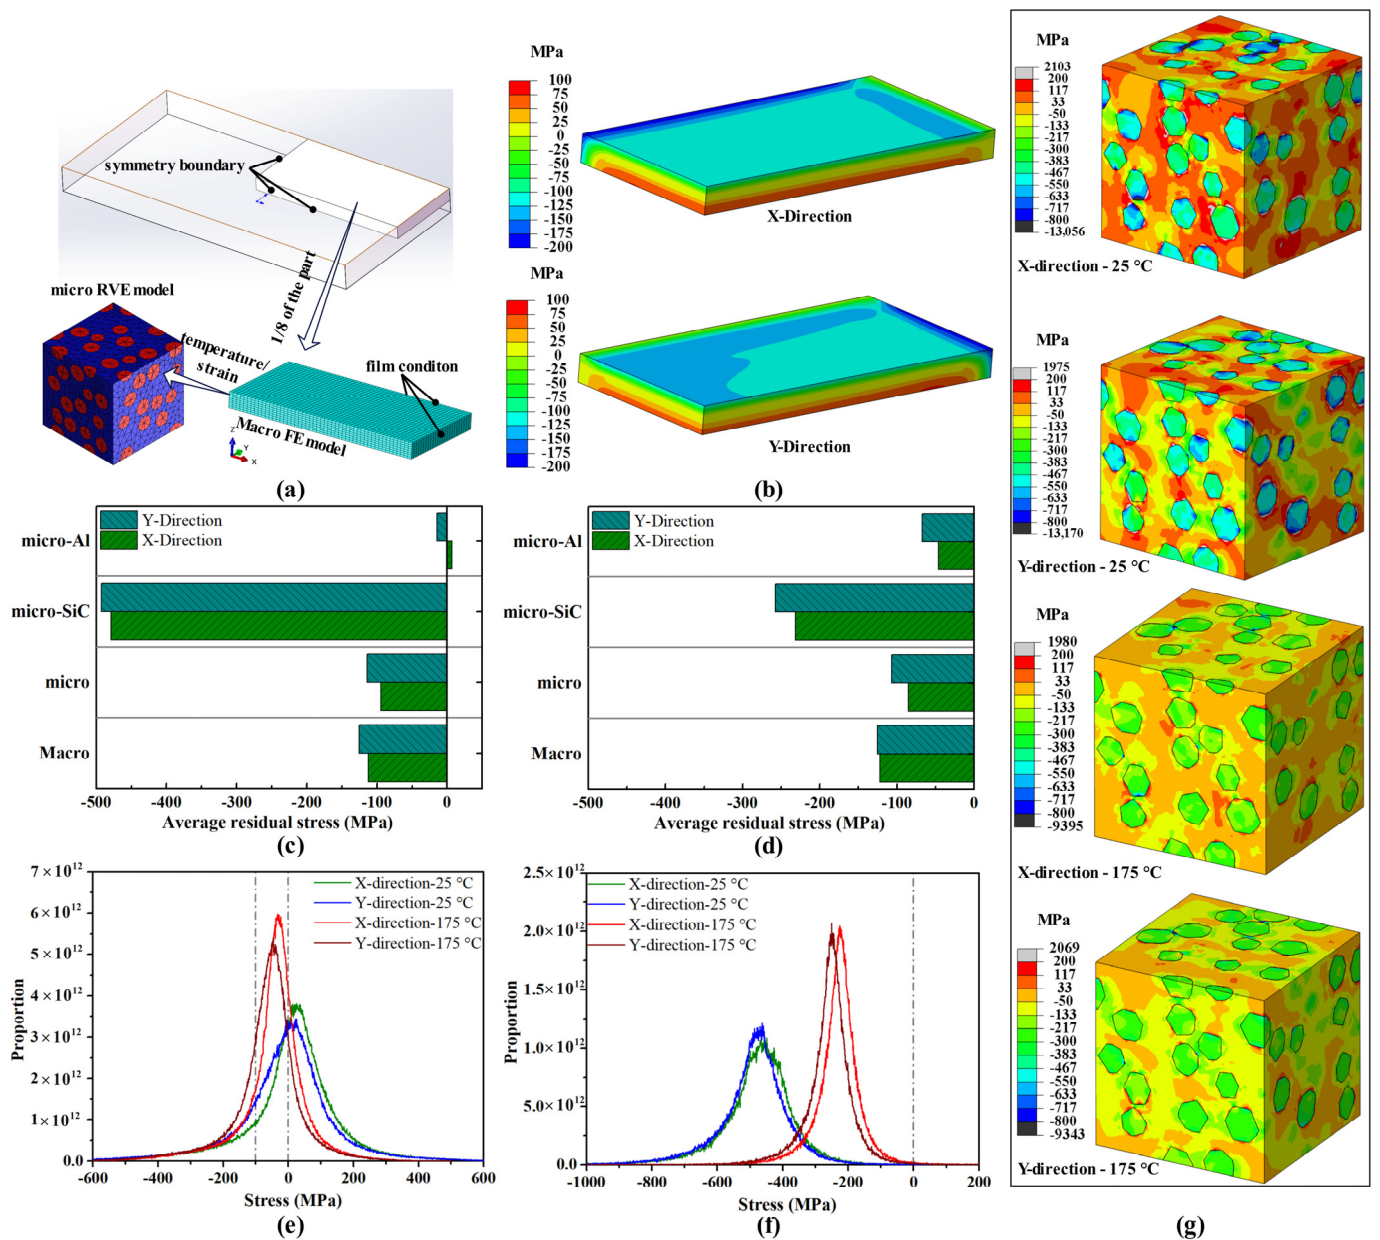 symmetry boundary
micro RVE model
1/8 of the part
temperature/
strain
film conditon
Macro FE model
Z
Y
X
(a)
MPa
100
75
50
25
0
-25
-50
-75
-100
-125
-150
-175
-200
X-Direction
MPa
100
75
50
25
0
-25
-50
-75
-100
-125
-150
-175
-200
Y-Direction
(b)
Y-Direction
X-Direction
micro-Al
micro-SiC
micro
Macro
-500 -400 -300 -200 -100 0
Average residual stress (MPa)
(c)
Y-Direction
X-Direction
micro-Al
micro-SiC
micro
Macro
-500 -400 -300 -200 -100 0
Average residual stress (MPa)
(d)
7×10¹²
6×10¹²
5×10¹²
4×10¹²
3×10¹²
2×10¹²
1×10¹²
0.0
Proportion
X-direction-25 °C
Y-direction-25 °C
X-direction-175 °C
Y-direction-175 °C
-600 -400 -200 0 200 400 600
Stress (MPa)
(e)
2.5×10¹²
2.0×10¹²
1.5×10¹²
1.0×10¹²
5.0×10¹²
0.0
Proportion
X-direction-25 °C
Y-direction-25 °C
X-direction-175 °C
Y-direction-175 °C
-1000 -800 -600 -400 -200 0 200
Stress (MPa)
(f)
MPa
2103
200
117
33
-50
-133
-217
-300
-383
-467
-550
-633
-717
-800
-13,056
X-direction - 25 °C
MPa
1975
200
117
33
-50
-133
-217
-300
-383
-467
-550
-633
-717
-800
-13,170
Y-direction - 25 °C
MPa
1980
200
117
33
-50
-133
-217
-300
-383
-467
-550
-633
-717
-800
-9395
X-direction - 175 °C
MPa
2069
200
117
33
-50
-133
-217
-300
-383
-467
-550
-633
-717
-800
-9343
Y-direction - 175 °C
(g)